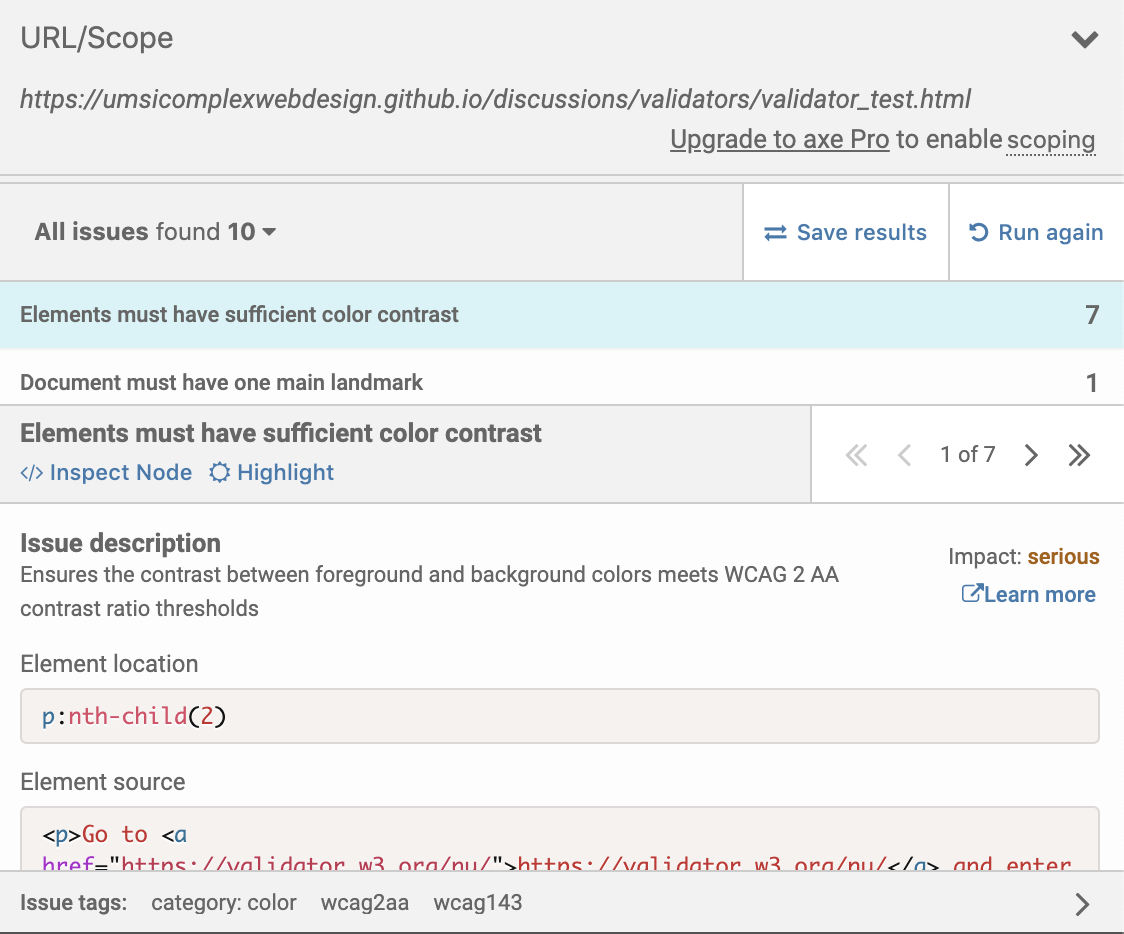 URL/Scope
https://umsicomplexwebdesign.github.io/discussions/validators/validator_test.html
Upgrade to axe Pro to enable scoping
All issues found 10
Save results
Run again
Elements must have sufficient color contrast 7
Document must have one main landmark 1
Elements must have sufficient color contrast
</> Inspect Node Highlight
1 of 7
Issue description
Ensures the contrast between foreground and background colors meets WCAG 2 AA
contrast ratio thresholds
Impact: serious
Learn more
Element location
p:nth-child(2)
Element source
<p>Go to <a
href="https://validator.w3.org/nu/">https://validator.w3.org/nu/</a> and enter
Issue tags: category: color wcag2aa wcag143